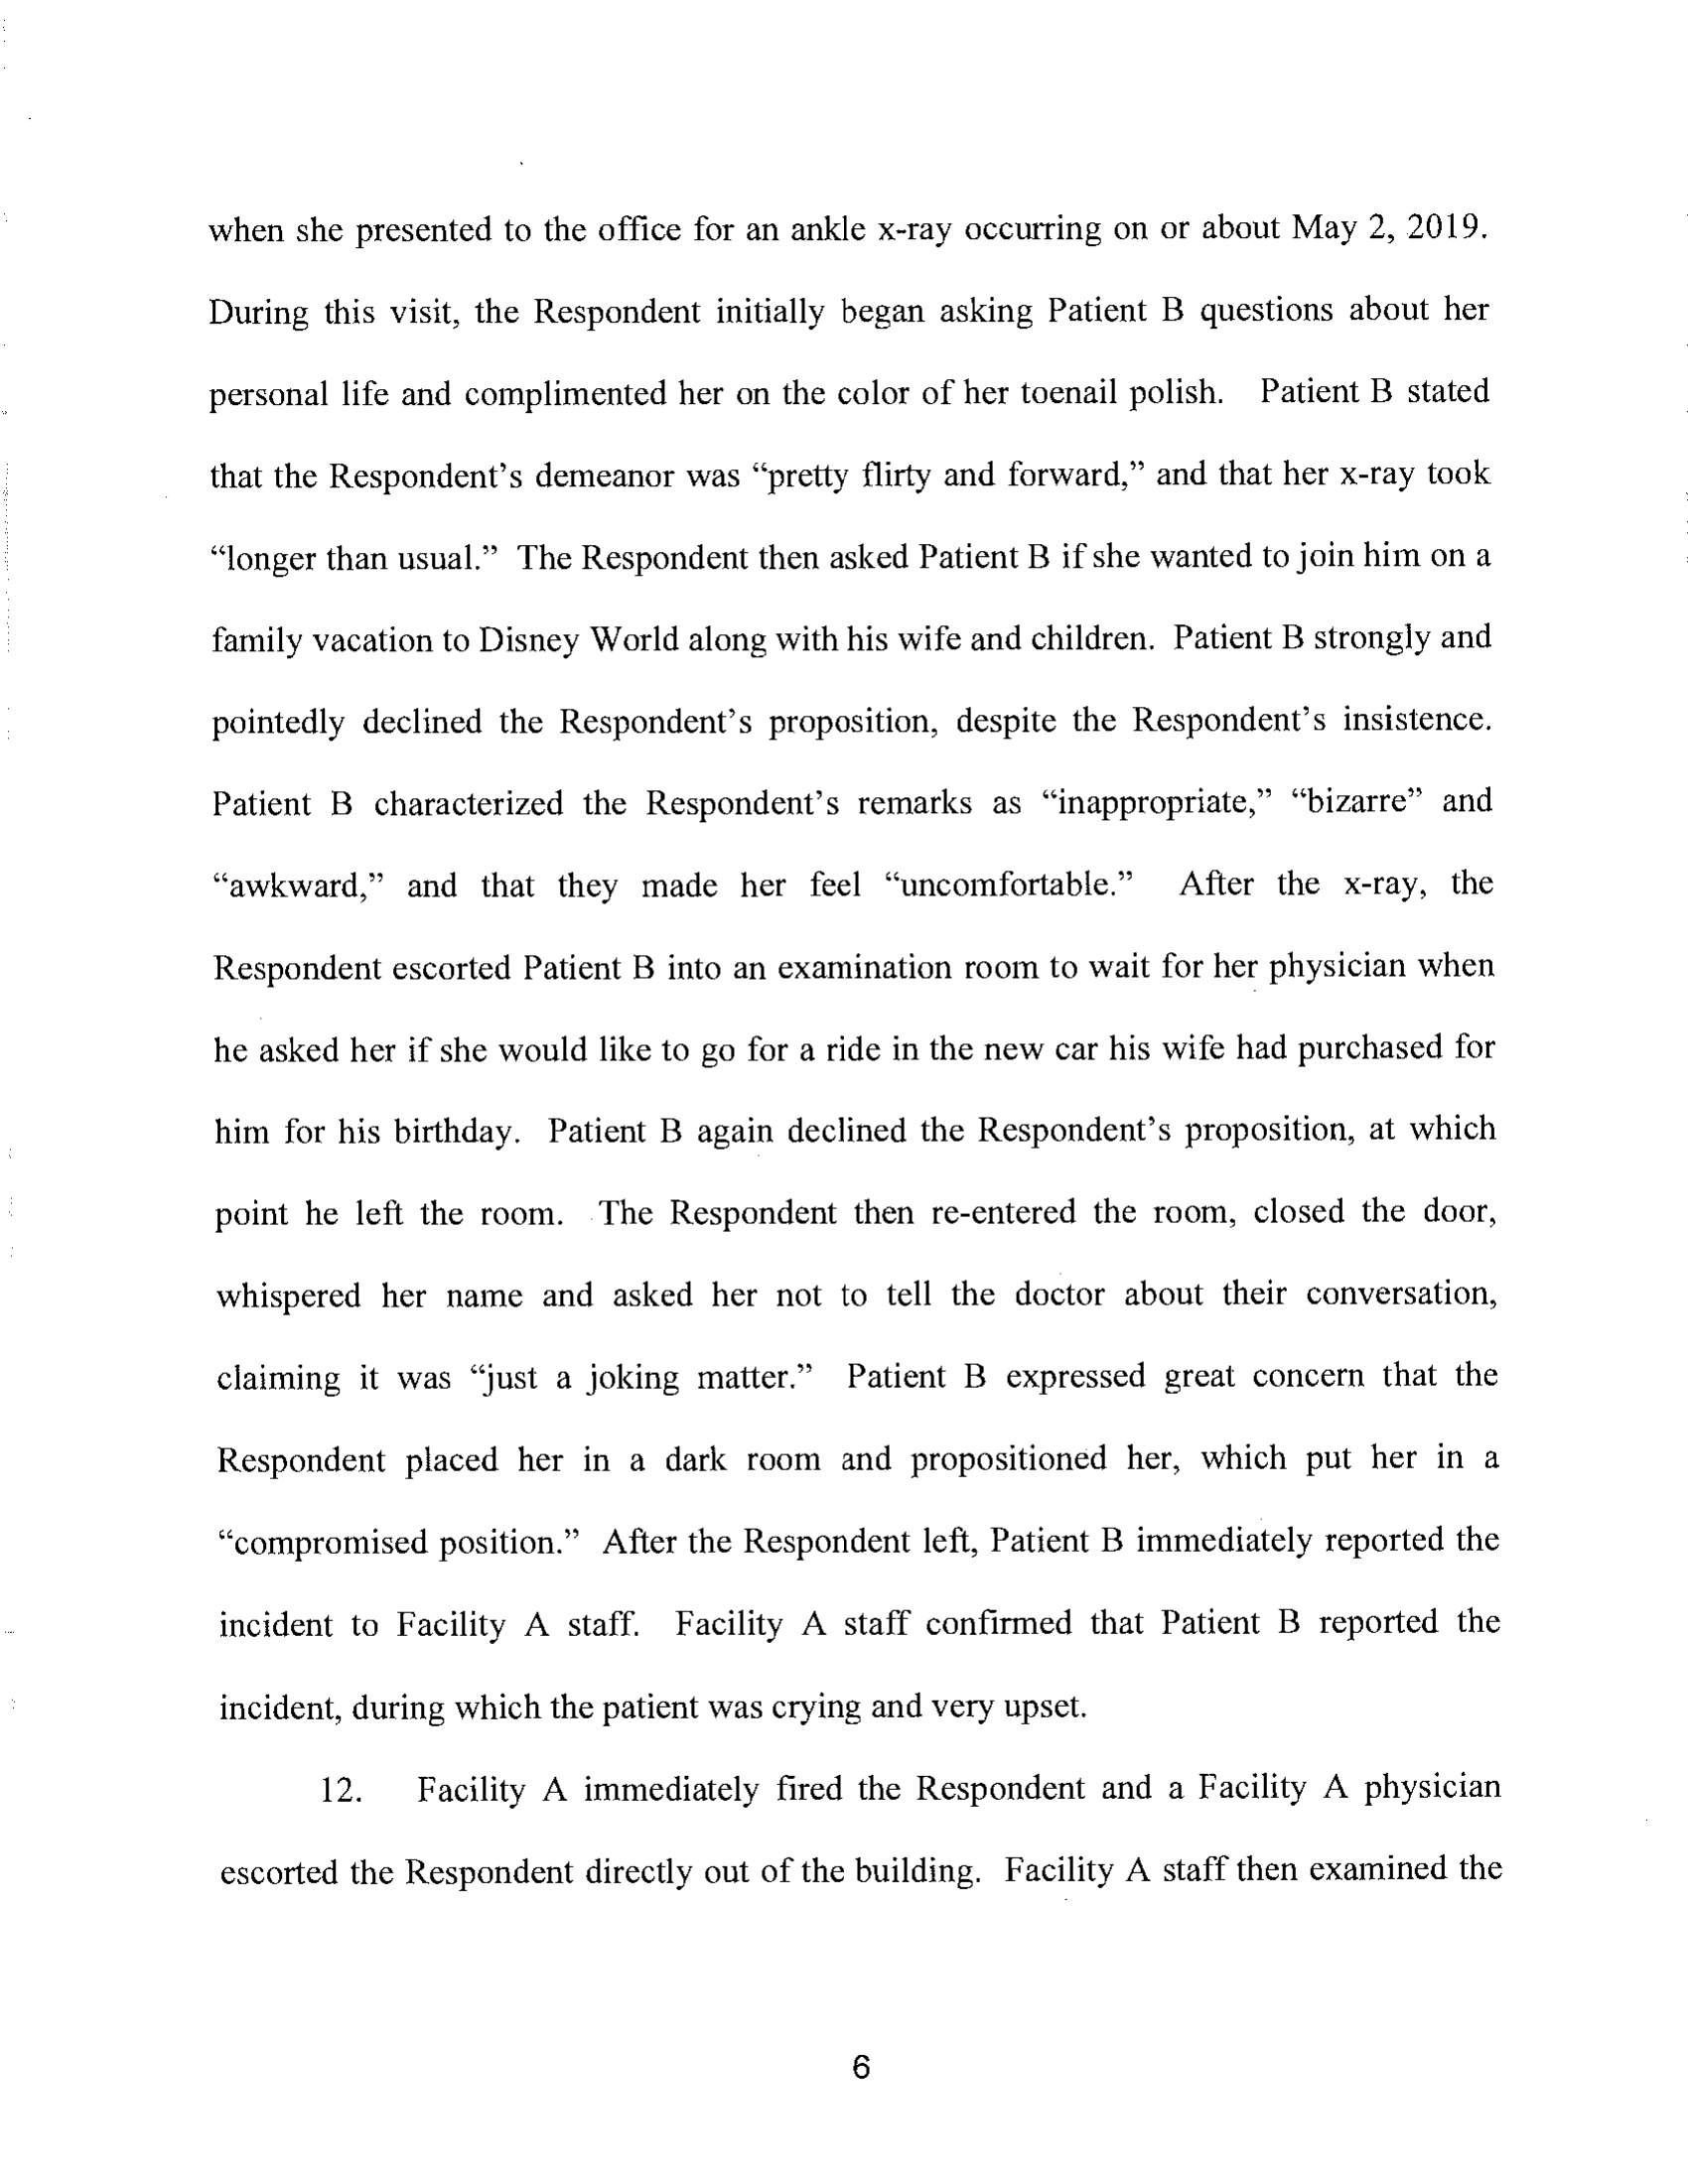 when she presented to the office for an ankle x-ray occurring on or about May 2, 2019.
During this visit, the Respondent initially began asking Patient B questions about her
personal life and complimented her on the color of her toenail polish. Patient B stated
that the Respondent's demeanor was “pretty flirty and forward,” and that her x-ray took
“longer than usual.” The Respondent then asked Patient B if she wanted to join him on a
family vacation to Disney World along with his wife and children. Patient B strongly and
pointedly declined the Respondent's proposition, despite the Respondent's insistence.
Patient B characterized the Respondent's remarks as “inappropriate,” “bizarre” and
“awkward,” and that they made her feel “uncomfortable.” After the x-ray, the
Respondent escorted Patient B into an examination room to wait for her physician when
he asked her if she would like to go for a ride in the new car his wife had purchased for
him for his birthday. Patient B again declined the Respondent's proposition, at which
point he left the room. The Respondent then re-entered the room, closed the door,
whispered her name and asked her not to tell the doctor about their conversation,
claiming it was “just a joking matter.” Patient B expressed great concern that the
Respondent placed her in a dark room and propositioned her, which put her in a
“compromised position.” After the Respondent left, Patient B immediately reported the
incident to Facility A staff. Facility A staff confirmed that Patient B reported the
incident, during which the patient was crying and very upset.
12. Facility A immediately fired the Respondent and a Facility A physician
escorted the Respondent directly out of the building. Facility A staff then examined the
6